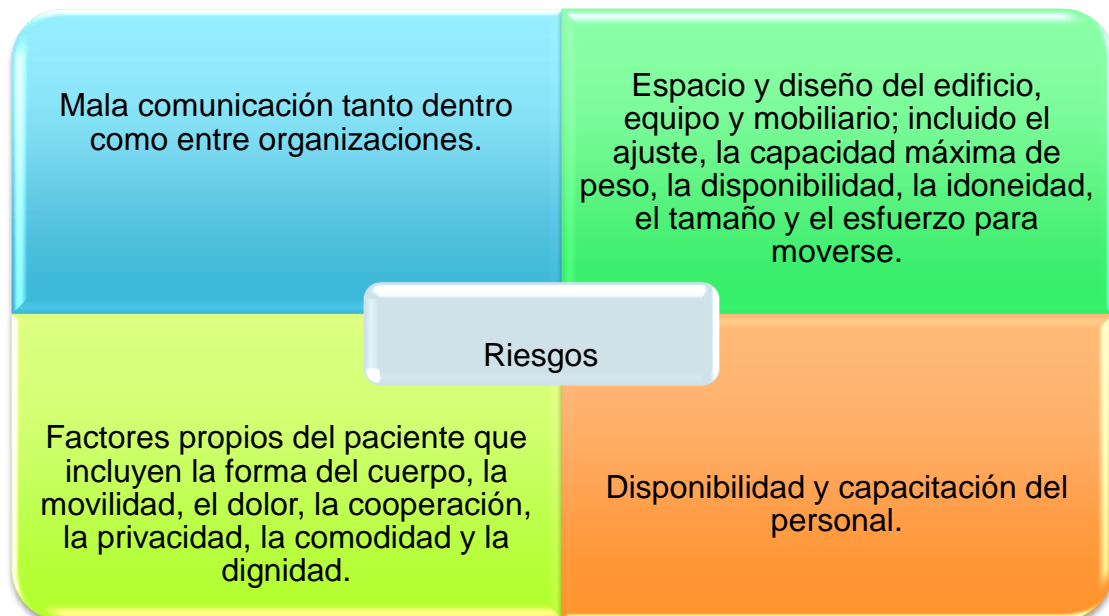 Mala comunicación tanto dentro
como entre organizaciones.
Espacio y diseño del edificio,
equipo y mobiliario; incluido el
ajuste, la capacidad máxima de
peso, la disponibilidad, la idoneidad,
el tamaño y el esfuerzo para
moverse.
Riesgos
Factores propios del paciente que
incluyen la forma del cuerpo, la
movilidad, el dolor, la cooperación,
la privacidad, la comodidad y la
dignidad.
Disponibilidad y capacitación del
personal.